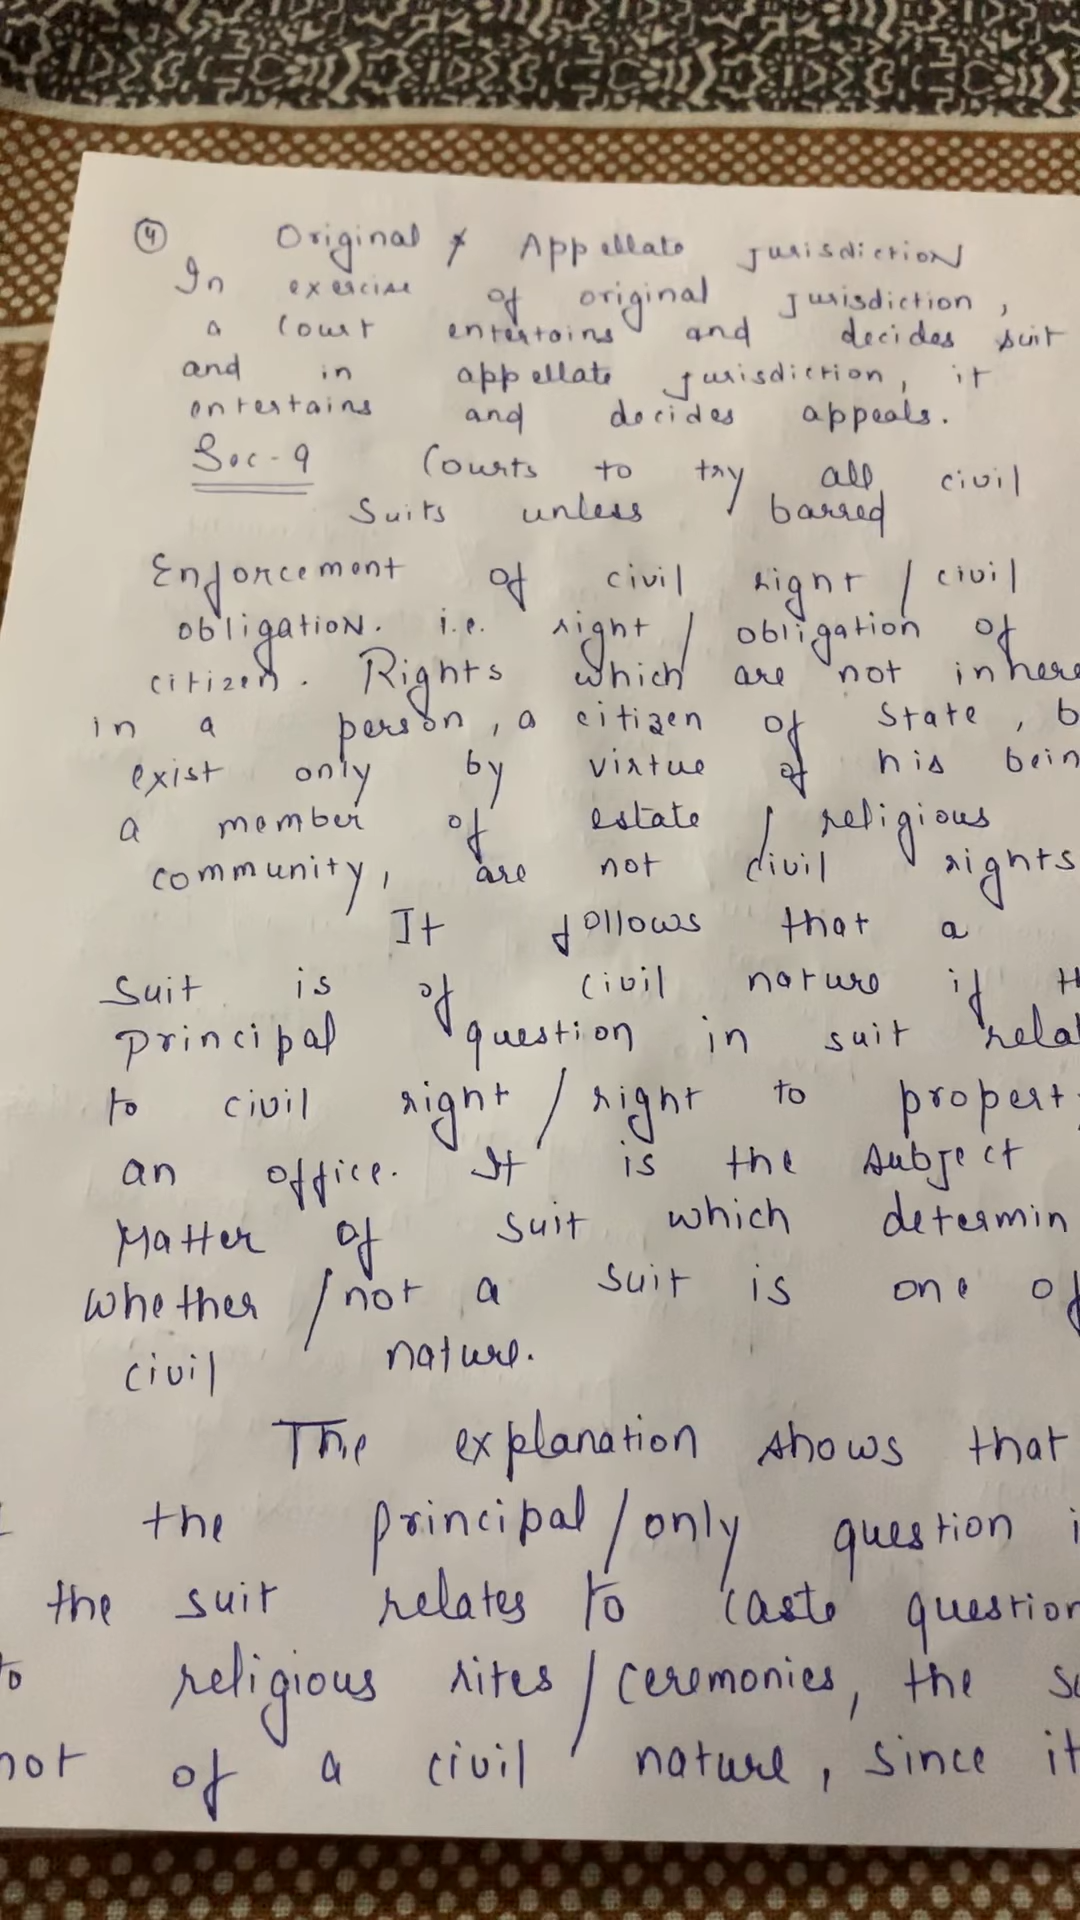 ④ Original & Appellate Jurisdiction
In exercise of original jurisdiction,
a court entertains and decides suit
and in appellate jurisdiction, it
entertains and decides appeals.
Sec-9 Courts to try all civil
Suits unless barred
Enforcement of civil right / civil
obligation. i.e. right / obligation of
citizen. Rights which are not inhere
in a person, a citizen of State, b
exist only by virtue of his bein
a member of estate / religious
community, are not civil rights
It follows that a
Suit is of civil nature if th
principal question in suit relat
to civil right / right to propert
an office. It is the subject
Matter of suit which determin
Whether / not a suit is one of
civil nature.
The explanation shows that
the principal / only question i
the suit relates to caste question
to religious rites / ceremonies, the su
not of a civil nature, since it